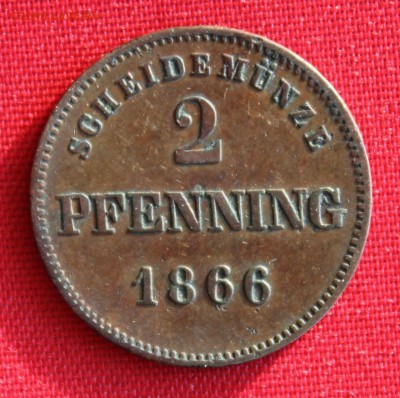 SCHEIDEMÜNZE
2
PFENNING
1866